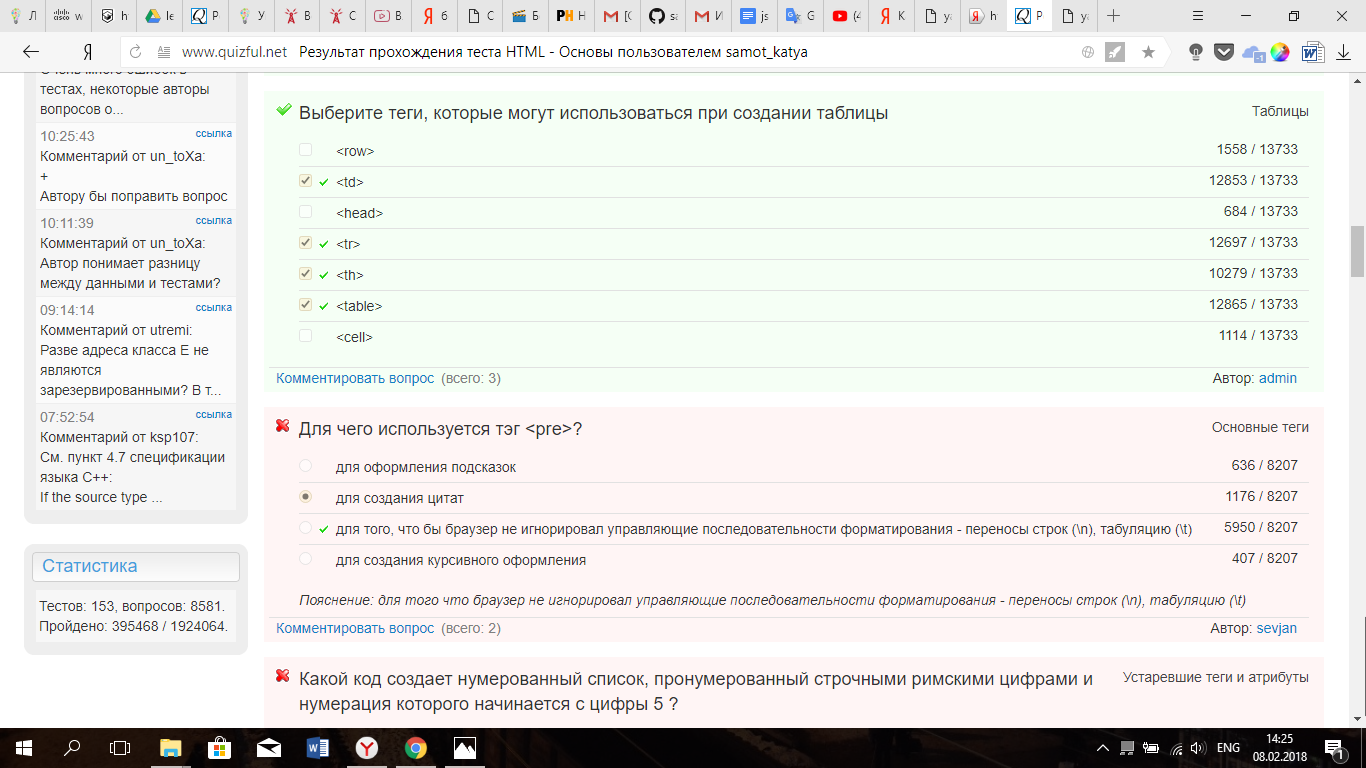 Л
cisco
w
ht
le
P
У
В
С
В
б
С
Б
PH
Н
[С
sa
И
js
G
(4
К
уа
h
P
уа
www.quizful.net
Результат прохождения теста HTML - Основы пользователем samot_katya
-1
тестах, некоторые авторы
вопросов о...
10:25:43
ссылка
Комментарий от un_toXa:
+
Автору бы поправить вопрос
10:11:39
ссылка
Комментарий от un_toXa:
Автор понимает разницу
между данными и тестами?
09:14:14
ссылка
Комментарий от utremi:
Разве адреса класса Е не
являются
зарезервированными? В т...
07:52:54
ссылка
Комментарий от ksp107:
См. пункт 4.7 спецификации
языка C++:
If the source type ...
Статистика
Тестов: 153, вопросов: 8581.
Пройдено: 395468 / 1924064.
Выберите теги, которые могут использоваться при создании таблицы
Таблицы
<row>
1558 / 13733
<td>
12853 / 13733
<head>
684 / 13733
<tr>
12697 / 13733
<th>
10279 / 13733
<table>
12865 / 13733
<cell>
1114 / 13733
Комментировать вопрос (всего: 3)
Автор: admin
Для чего используется тэг <pre>?
Основные теги
для оформления подсказок
636 / 8207
для создания цитат
1176 / 8207
для того, что бы браузер не игнорировал управляющие последовательности форматирования - переносы строк (\n), табуляцию (\t)
5950 / 8207
для создания курсивного оформления
407 / 8207
Пояснение: для того что браузер не игнорировал управляющие последовательности форматирования - переносы строк (\n), табуляцию (\t)
Комментировать вопрос (всего: 2)
Автор: sevjan
Какой код создает нумерованный список, пронумерованный строчными римскими цифрами и
нумерация которого начинается с цифры 5 ?
Устаревшие теги и атрибуты
ENG
14:25
08.02.2018
1